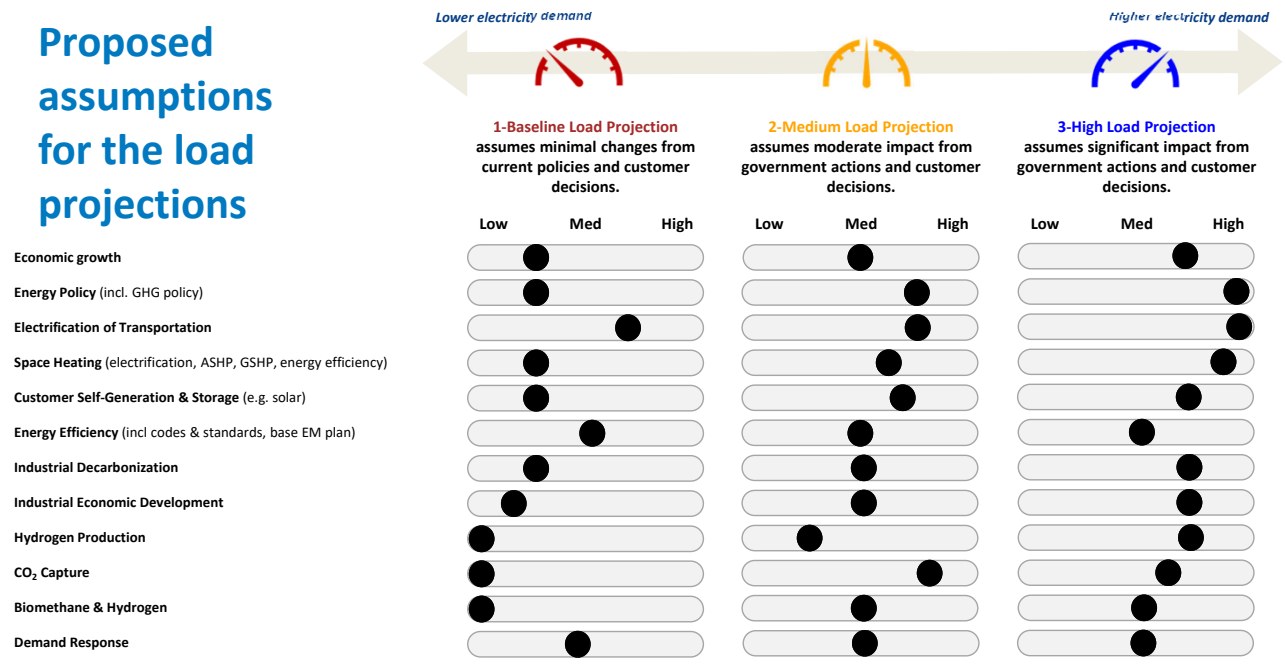 Proposed
assumptions
for the load
projections
Lower electricity demand
Higher electricity demand
1-Baseline Load Projection
assumes minimal changes from
current policies and customer
decisions.
2-Medium Load Projection
assumes moderate impact from
government actions and customer
decisions.
3-High Load Projection
assumes significant impact from
government actions and customer
decisions.
Low Med High
Low Med High
Low Med High
Economic growth
Energy Policy (incl. GHG policy)
Electrification of Transportation
Space Heating (electrification, ASHP, GSHP, energy efficiency)
Customer Self-Generation & Storage (e.g. solar)
Energy Efficiency (incl codes & standards, base EM plan)
Industrial Decarbonization
Industrial Economic Development
Hydrogen Production
CO₂ Capture
Biomethane & Hydrogen
Demand Response